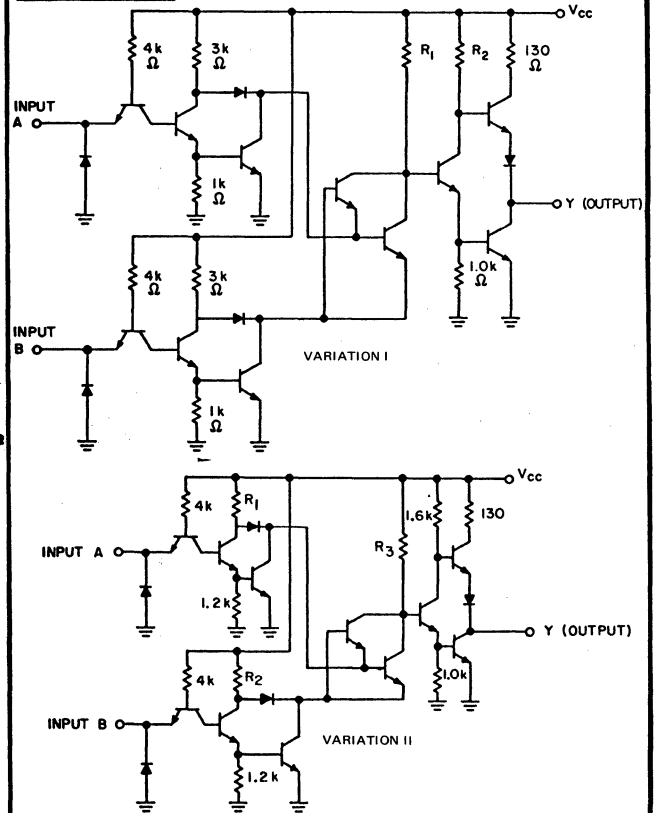 Vcc
4k Ω
3k Ω
R1
R2
130 Ω
INPUT A
1k Ω
Y (OUTPUT)
4k Ω
3k Ω
1.0k Ω
INPUT B
VARIATION I
1k Ω
Vcc
4k
R1
1.6k
130
R3
INPUT A
1.2k
Y (OUTPUT)
4k
R2
1.0k
INPUT B
VARIATION II
1.2k